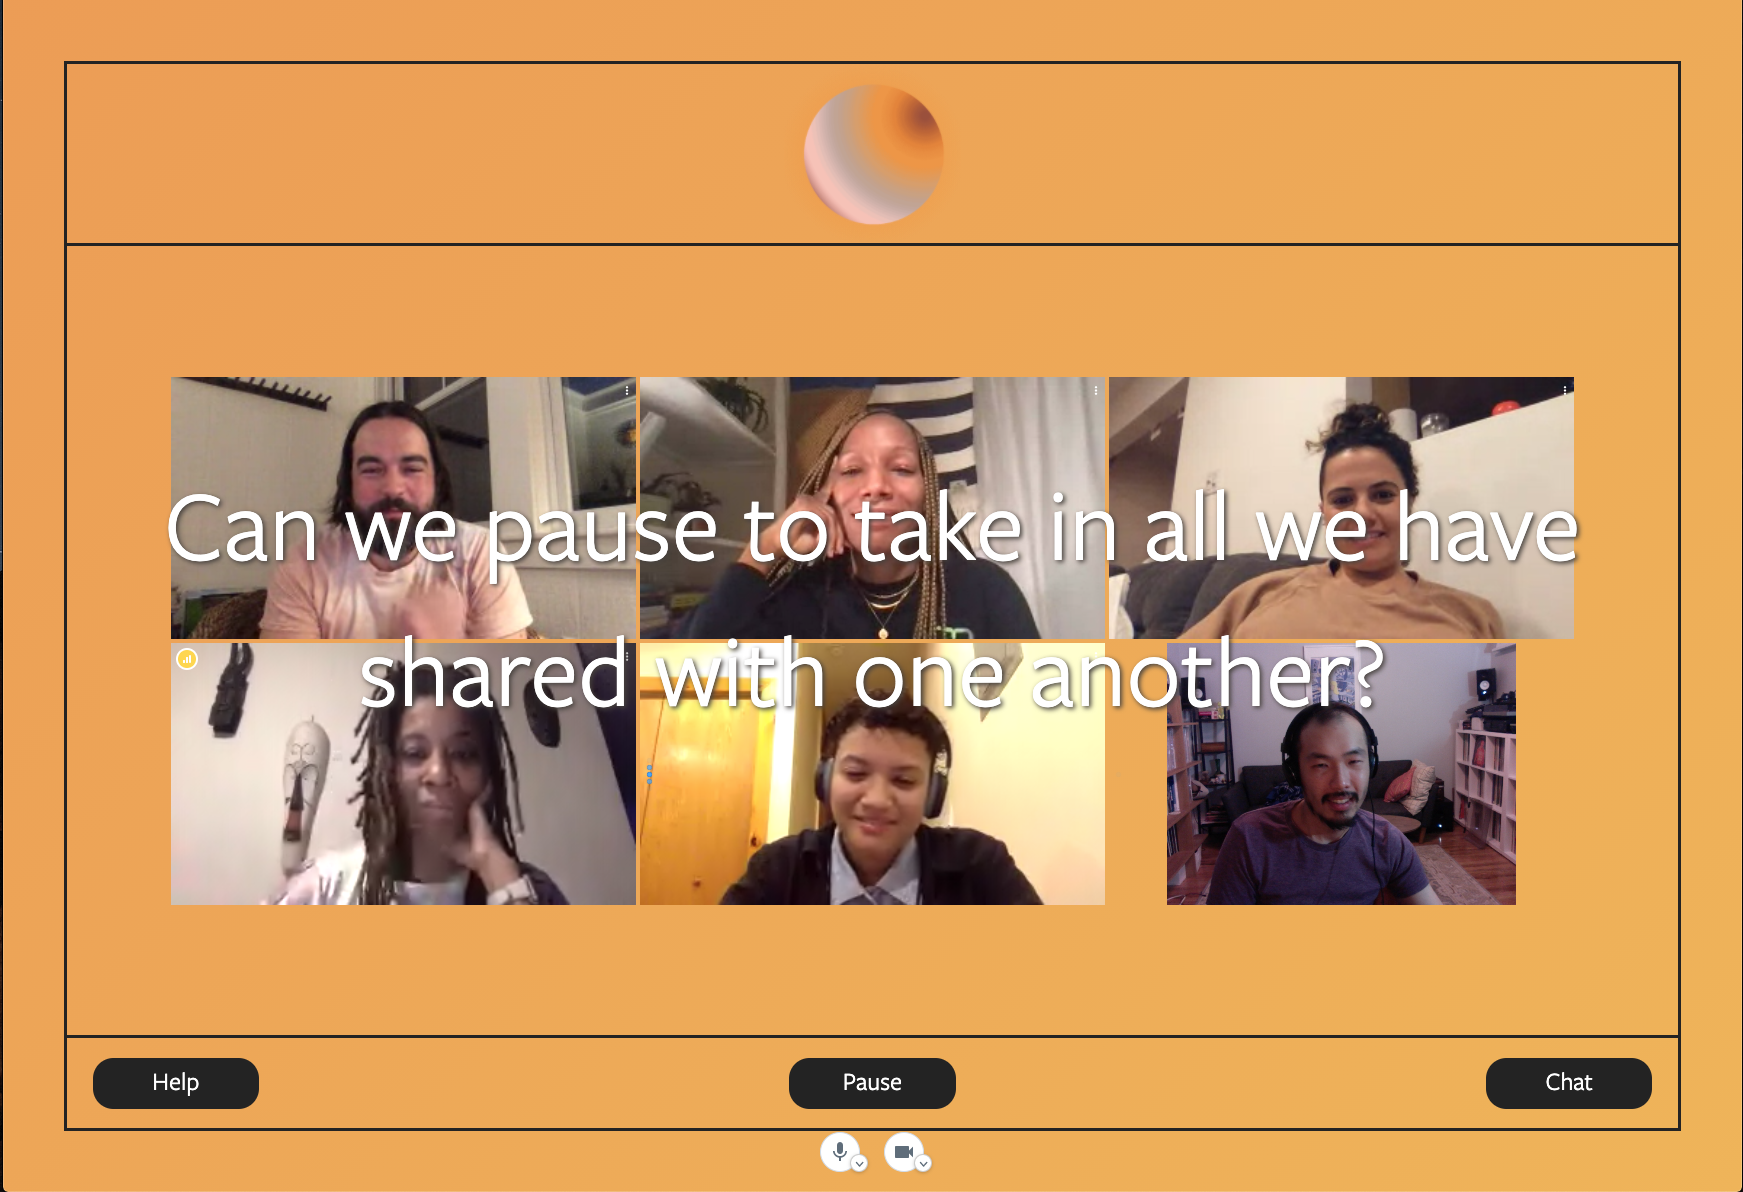 Can we pause to take in all we have
shared with one another?
Help
Pause
Chat